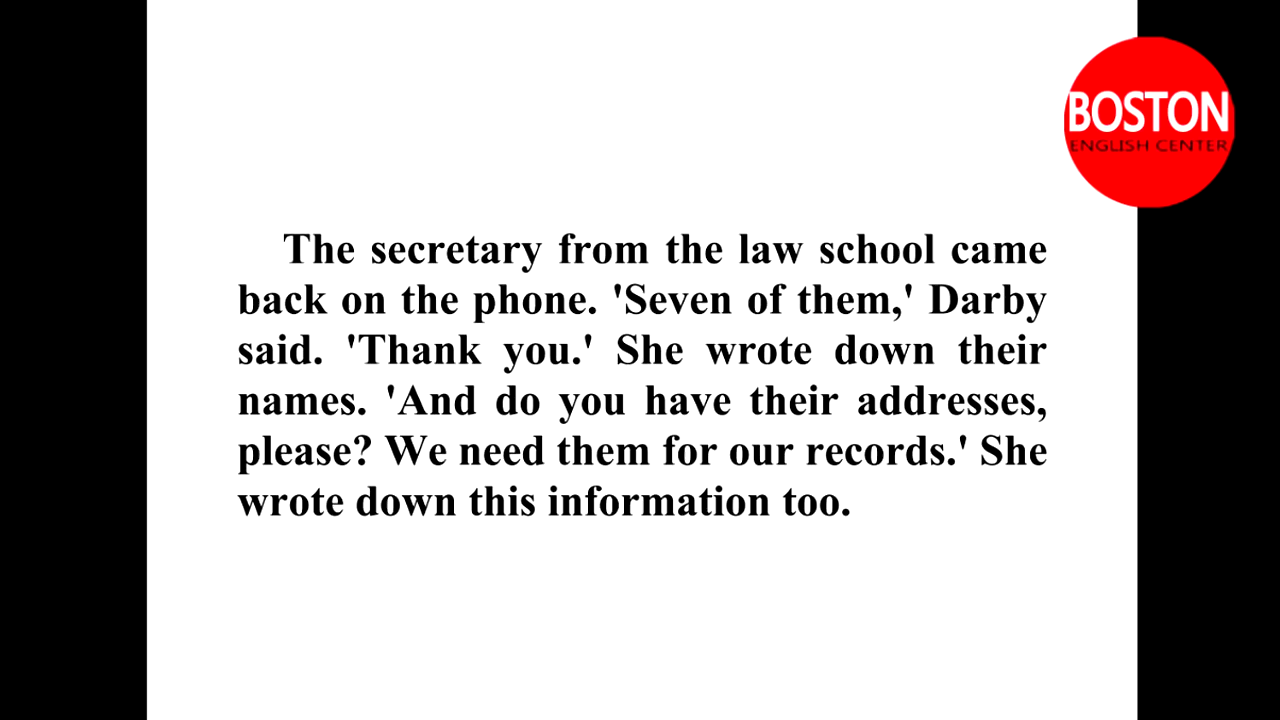 BOSTON
ENGLISH CENTER
The secretary from the law school came
back on the phone. 'Seven of them,' Darby
said. 'Thank you.' She wrote down their
names. 'And do you have their addresses,
please? We need them for our records.' She
wrote down this information too.